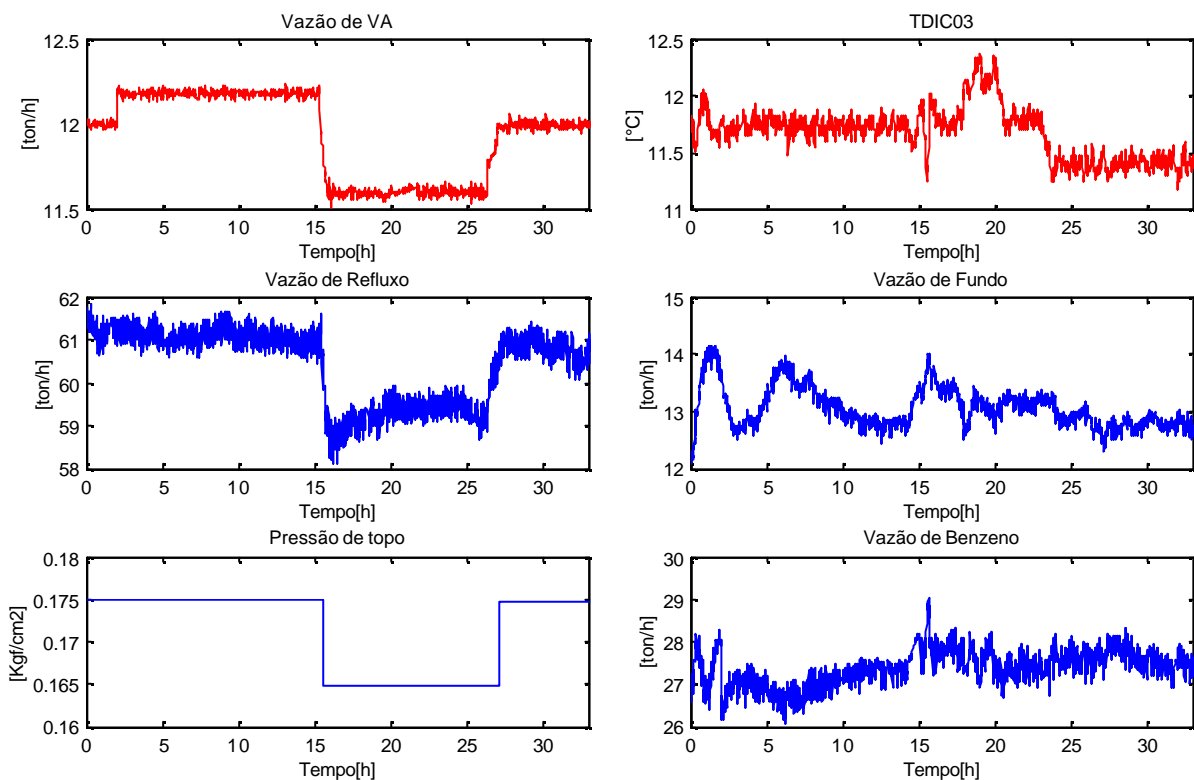 Vazão de VA
12.5
12
11.5
[ton/h]
0 5 10 15 20 25 30
Tempo[h]
TDIC03
12.5
12
11.5
11
[°C]
0 5 10 15 20 25 30
Tempo[h]
Vazão de Refluxo
62
61
60
59
58
[ton/h]
0 5 10 15 20 25 30
Tempo[h]
Vazão de Fundo
15
14
13
12
[ton/h]
0 5 10 15 20 25 30
Tempo[h]
Pressão de topo
0.18
0.175
0.17
0.165
0.16
[Kgf/cm2]
0 5 10 15 20 25 30
Tempo[h]
Vazão de Benzeno
30
29
28
27
26
[ton/h]
0 5 10 15 20 25 30
Tempo[h]